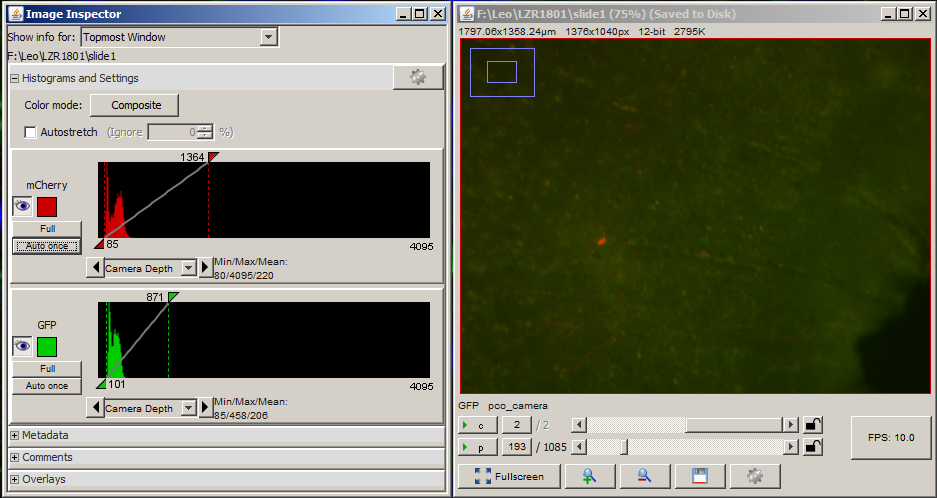 Image Inspector
Show info for: Topmost Window
F:\Leo\LZR1801\slide1
Histograms and Settings
Color mode: Composite
Autostretch (Ignore 0 %)
1364
mCherry
Full
Auto once
85
4095
Camera Depth
Min/Max/Mean:
80/4095/220
871
GFP
Full
Auto once
101
4095
Camera Depth
Min/Max/Mean:
85/458/206
Metadata
Comments
Overlays
F:\Leo\LZR1801\slide1 (75%) (Saved to Disk)
1797.06x1358.24µm 1376x1040px 12-bit 2795K
GFP pco_camera
c 2 / 2
p 193 / 1085
FPS: 10.0
Fullscreen